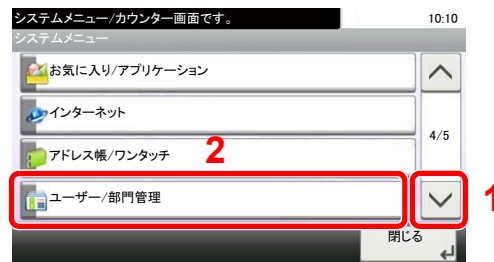 システムメニュー/カウンター画面です。 10:10
システムメニュー
お気に入り/アプリケーション
インターネット
4/5
アドレス帳/ワンタッチ 2
ユーザー/部門管理 1
閉じる